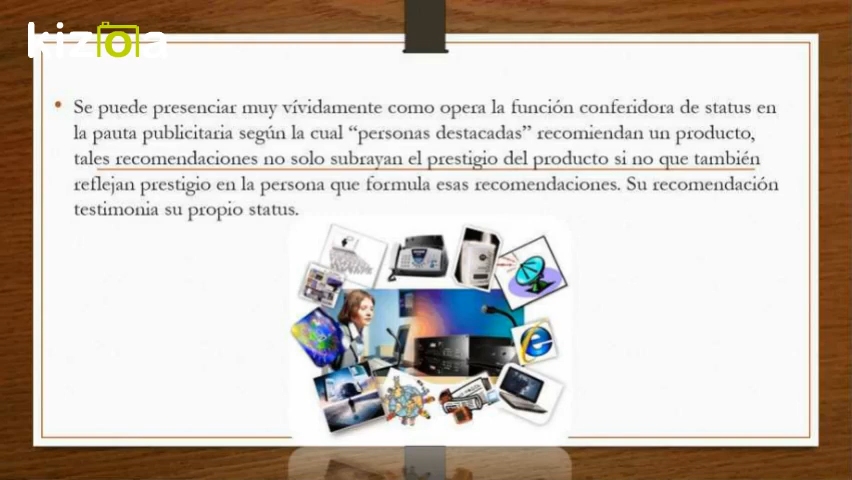 kizoa
• Se puede presenciar muy vívidamente como opera la función conferidora de status en
la pauta publicitaria según la cual “personas destacadas” recomiendan un producto,
tales recomendaciones no solo subrayan el prestigio del producto si no que también
reflejan prestigio en la persona que formula esas recomendaciones. Su recomendación
testimonia su propio status.